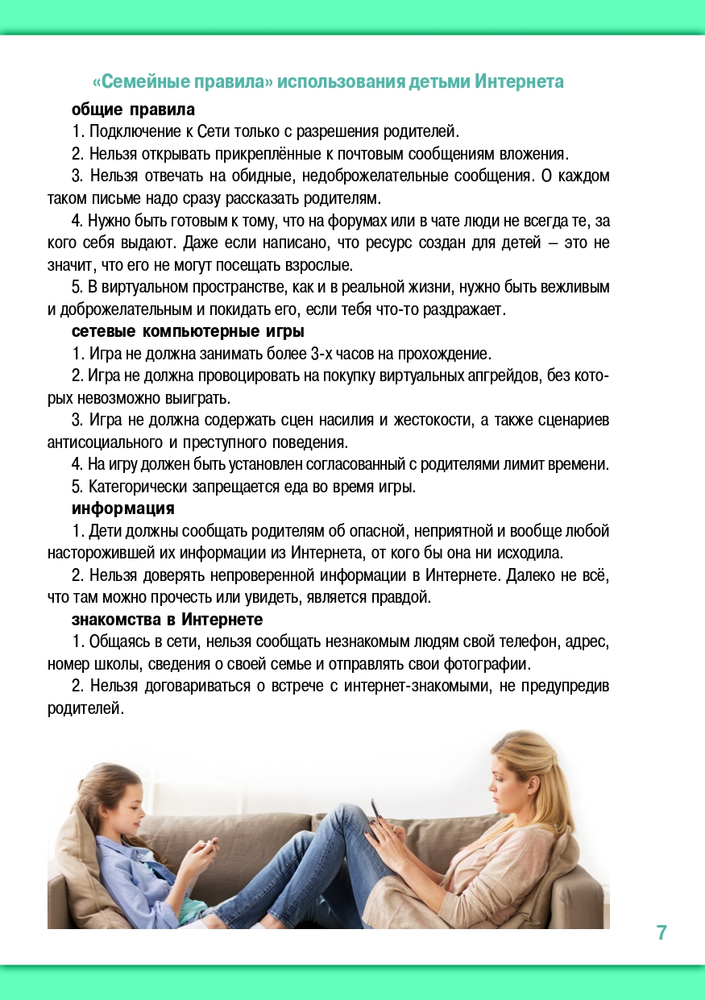 «Семейные правила» использования детьми Интернета
общие правила
1. Подключение к Сети только с разрешения родителей.
2. Нельзя открывать прикреплённые к почтовым сообщениям вложения.
3. Нельзя отвечать на обидные, недоброжелательные сообщения. О каждом
таком письме надо сразу рассказать родителям.
4. Нужно быть готовым к тому, что на форумах или в чате люди не всегда те, за
кого себя выдают. Даже если написано, что ресурс создан для детей – это не
значит, что его не могут посещать взрослые.
5. В виртуальном пространстве, как и в реальной жизни, нужно быть вежливым
и доброжелательным и покидать его, если тебя что-то раздражает.
сетевые компьютерные игры
1. Игра не должна занимать более 3-х часов на прохождение.
2. Игра не должна провоцировать на покупку виртуальных апгрейдов, без кото-
рых невозможно выиграть.
3. Игра не должна содержать сцен насилия и жестокости, а также сценариев
антисоциального и преступного поведения.
4. На игру должен быть установлен согласованный с родителями лимит времени.
5. Категорически запрещается еда во время игры.
информация
1. Дети должны сообщать родителям об опасной, неприятной и вообще любой
насторожившей их информации из Интернета, от кого бы она ни исходила.
2. Нельзя доверять непроверенной информации в Интернете. Далеко не всё,
что там можно прочесть или увидеть, является правдой.
знакомства в Интернете
1. Общаясь в сети, нельзя сообщать незнакомым людям свой телефон, адрес,
номер школы, сведения о своей семье и отправлять свои фотографии.
2. Нельзя договариваться о встрече с интернет-знакомыми, не предупредив
родителей.
7